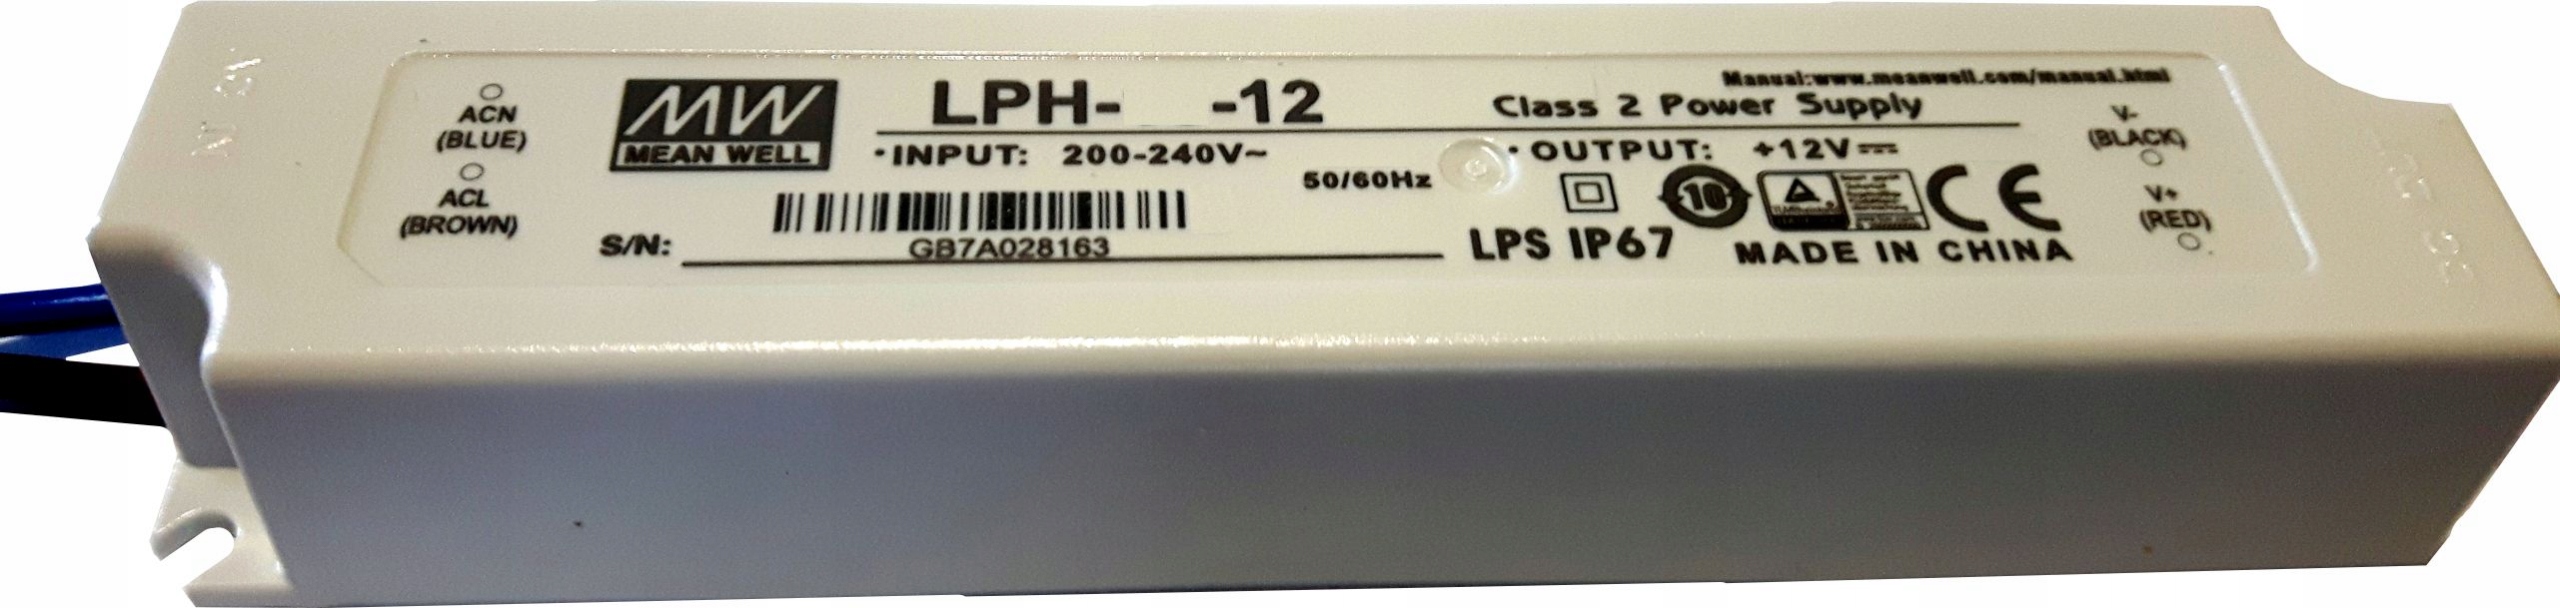 ACN
(BLUE)
ACL
(BROWN)
MW
MEAN WELL
LPH- -12
Manual:www.meanwell.com/manual.html
Class 2 Power Supply
·INPUT: 200-240V~
50/60Hz
·OUTPUT: +12V⎓
S/N:
GB7A028163
10
CE
LPS IP67
MADE IN CHINA
V-
(BLACK)
V+
(RED)